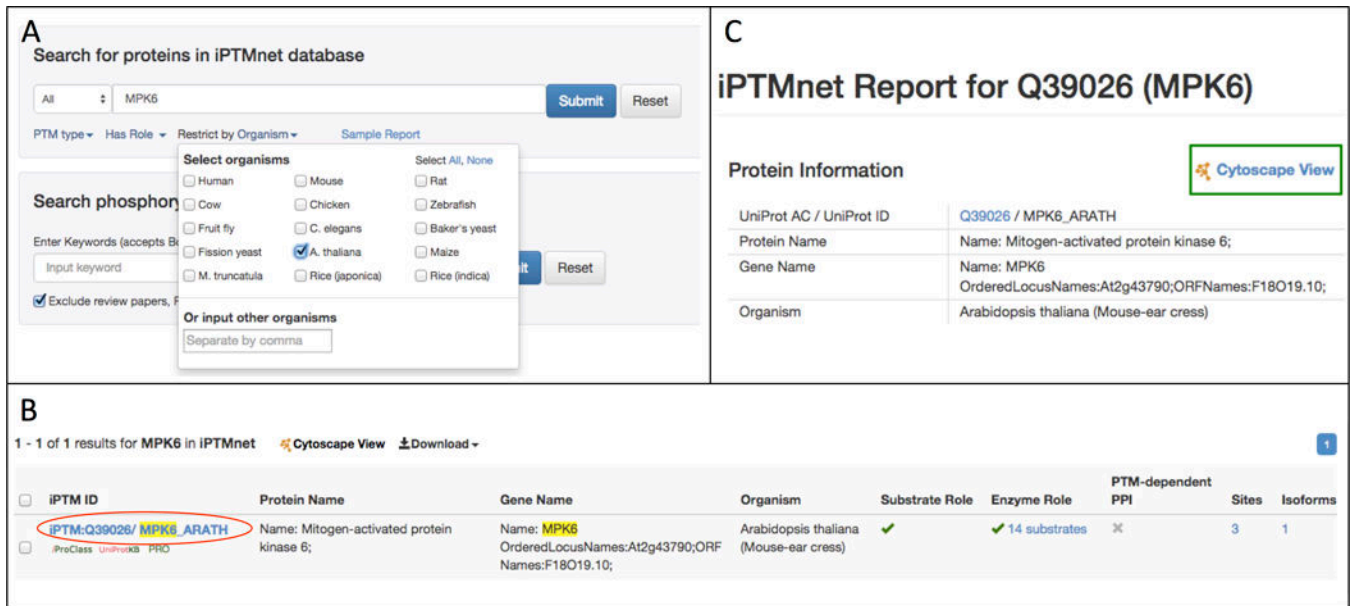 A
Search for proteins in iPTMnet database
All MPK6 Submit Reset
PTM type Has Role Restrict by Organism Sample Report
Select organisms Select All, None
Human Mouse Rat
Cow Chicken Zebrafish
Fruit fly C. elegans Baker's yeast
Fission yeast A. thaliana Maize
M. truncatula Rice (japonica) Rice (indica)
Or input other organisms
Separate by comma
Search phosphory
Enter Keywords (accepts Bo
Input keyword it Reset
Exclude review papers, F
C
iPTMnet Report for Q39026 (MPK6)
Protein Information Cytoscape View
UniProt AC / UniProt ID Q39026 / MPK6_ARATH
Protein Name Name: Mitogen-activated protein kinase 6;
Gene Name Name: MPK6
OrderedLocusNames:At2g43790;ORFNames:F18O19.10;
Organism Arabidopsis thaliana (Mouse-ear cress)
B
1 - 1 of 1 results for MPK6 in iPTMnet Cytoscape View Download 1
iPTM ID Protein Name Gene Name Organism Substrate Role Enzyme Role PTM-dependent PPI Sites Isoforms
iPTM:Q39026/ MPK6_ARATH Name: Mitogen-activated protein Name: MPK6 Arabidopsis thaliana 14 substrates 3 1
iProClass UniProtKB PRO kinase 6; OrderedLocusNames:At2g43790;ORF (Mouse-ear cress)
Names:F18O19.10;